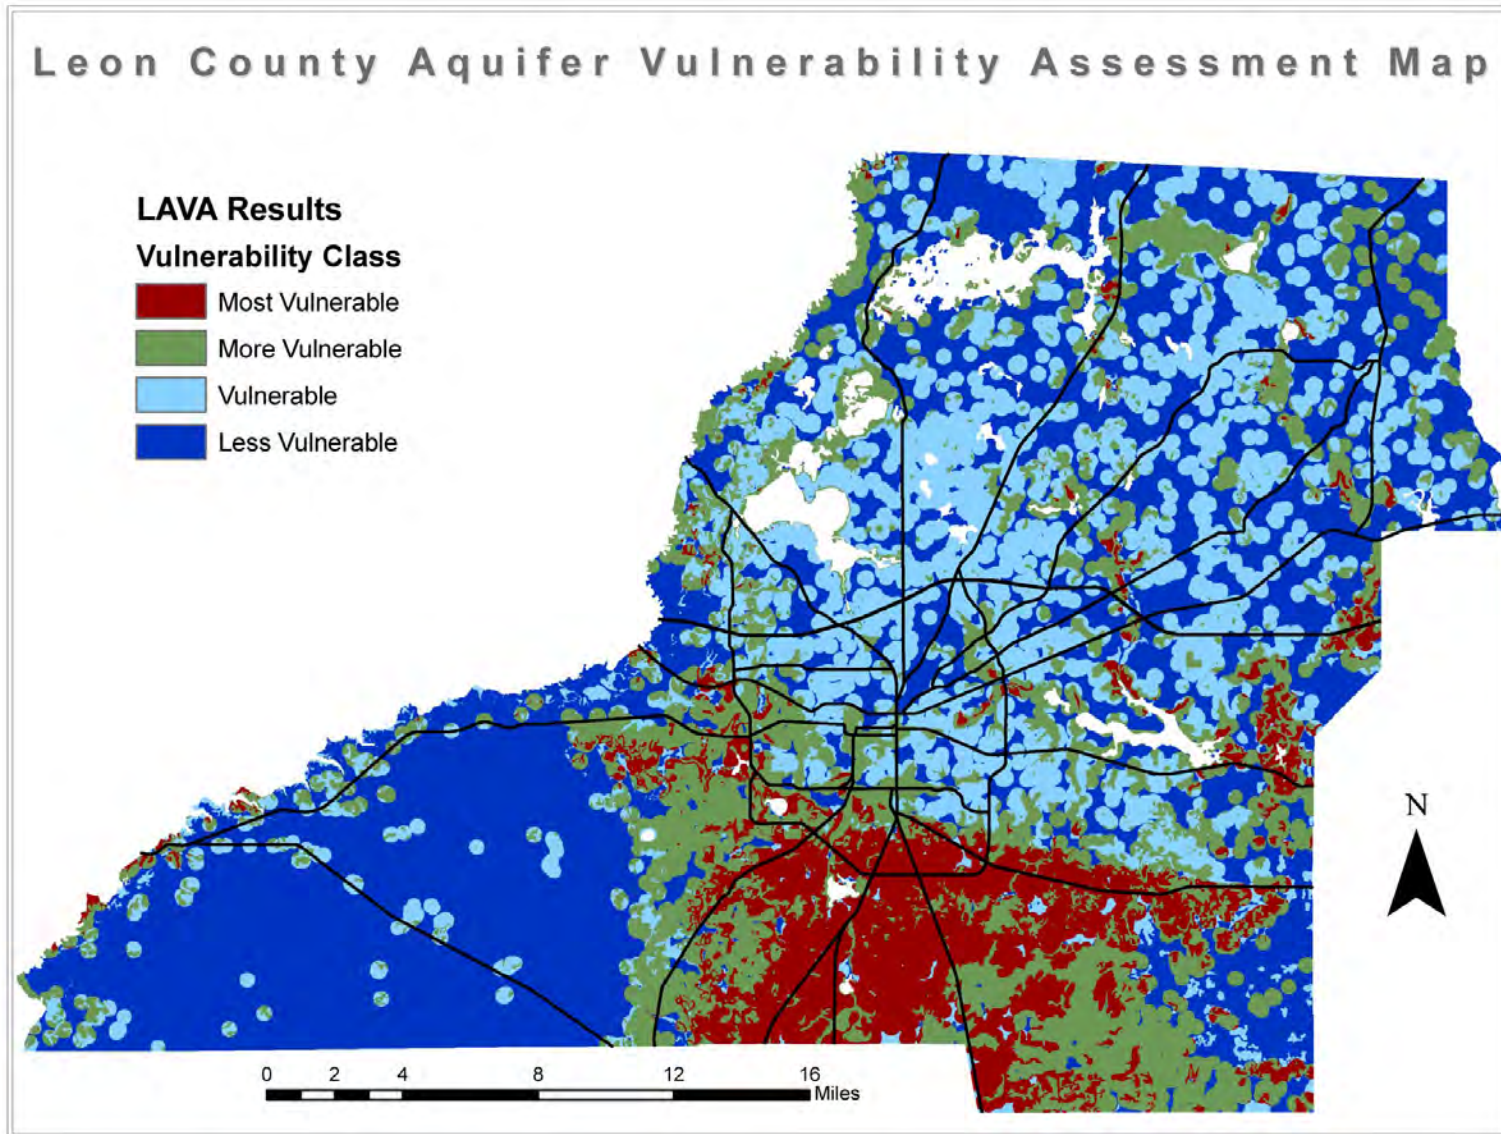 Leon County Aquifer Vulnerability Assessment Map
LAVA Results
Vulnerability Class
Most Vulnerable
More Vulnerable
Vulnerable
Less Vulnerable
N
0 2 4 8 12 16
Miles